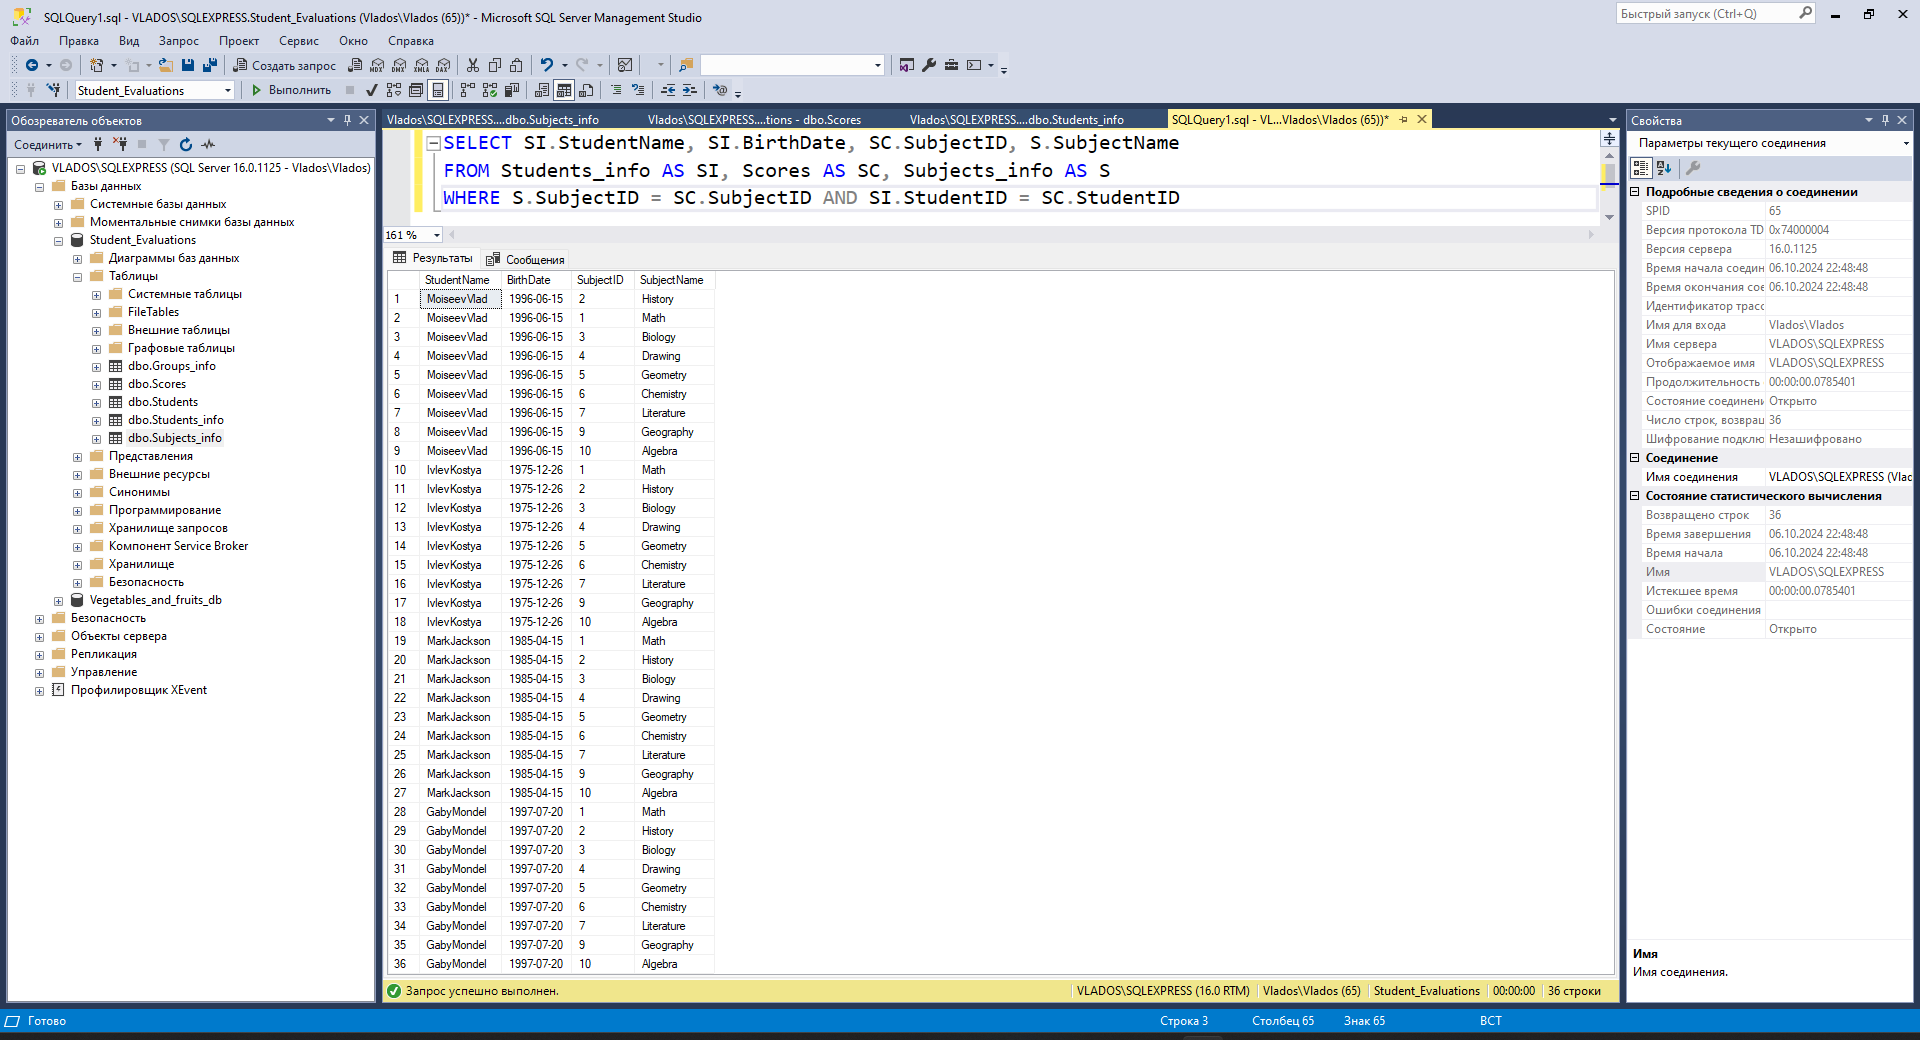 SQLQuery1.sql - VLADOS\SQLEXPRESS.Student_Evaluations (Vlados\Vlados (65))* - Microsoft SQL Server Management Studio
Быстрый запуск (Ctrl+Q)
Файл Правка Вид Запрос Проект Сервис Окно Справка
Создать запрос MDX DMX XMLA DAX
Student_Evaluations Выполнить
Обозреватель объектов
Соединить
VLADOS\SQLEXPRESS (SQL Server 16.0.1125 - Vlados\Vlados)
Базы данных
Системные базы данных
Моментальные снимки базы данных
Student_Evaluations
Диаграммы баз данных
Таблицы
Системные таблицы
FileTables
Внешние таблицы
Графовые таблицы
dbo.Groups_info
dbo.Scores
dbo.Students
dbo.Students_info
dbo.Subjects_info
Представления
Внешние ресурсы
Синонимы
Программирование
Хранилище запросов
Компонент Service Broker
Хранилище
Безопасность
Vegetables_and_fruits_db
Безопасность
Объекты сервера
Репликация
Управление
Профилировщик XEvent
Vlados\SQLEXPRESS....dbo.Subjects_info Vlados\SQLEXPRESS....tions - dbo.Scores Vlados\SQLEXPRESS....dbo.Students_info SQLQuery1.sql - VL...Vlados\Vlados (65))*
SELECT SI.StudentName, SI.BirthDate, SC.SubjectID, S.SubjectName
FROM Students_info AS SI, Scores AS SC, Subjects_info AS S
WHERE S.SubjectID = SC.SubjectID AND SI.StudentID = SC.StudentID
161 %
Результаты Сообщения
StudentName BirthDate SubjectID SubjectName
1 MoiseevVlad 1996-06-15 2 History
2 MoiseevVlad 1996-06-15 1 Math
3 MoiseevVlad 1996-06-15 3 Biology
4 MoiseevVlad 1996-06-15 4 Drawing
5 MoiseevVlad 1996-06-15 5 Geometry
6 MoiseevVlad 1996-06-15 6 Chemistry
7 MoiseevVlad 1996-06-15 7 Literature
8 MoiseevVlad 1996-06-15 9 Geography
9 MoiseevVlad 1996-06-15 10 Algebra
10 IvlevKostya 1975-12-26 1 Math
11 IvlevKostya 1975-12-26 2 History
12 IvlevKostya 1975-12-26 3 Biology
13 IvlevKostya 1975-12-26 4 Drawing
14 IvlevKostya 1975-12-26 5 Geometry
15 IvlevKostya 1975-12-26 6 Chemistry
16 IvlevKostya 1975-12-26 7 Literature
17 IvlevKostya 1975-12-26 9 Geography
18 IvlevKostya 1975-12-26 10 Algebra
19 MarkJackson 1985-04-15 1 Math
20 MarkJackson 1985-04-15 2 History
21 MarkJackson 1985-04-15 3 Biology
22 MarkJackson 1985-04-15 4 Drawing
23 MarkJackson 1985-04-15 5 Geometry
24 MarkJackson 1985-04-15 6 Chemistry
25 MarkJackson 1985-04-15 7 Literature
26 MarkJackson 1985-04-15 9 Geography
27 MarkJackson 1985-04-15 10 Algebra
28 GabyMondel 1997-07-20 1 Math
29 GabyMondel 1997-07-20 2 History
30 GabyMondel 1997-07-20 3 Biology
31 GabyMondel 1997-07-20 4 Drawing
32 GabyMondel 1997-07-20 5 Geometry
33 GabyMondel 1997-07-20 6 Chemistry
34 GabyMondel 1997-07-20 7 Literature
35 GabyMondel 1997-07-20 9 Geography
36 GabyMondel 1997-07-20 10 Algebra
Запрос успешно выполнен. VLADOS\SQLEXPRESS (16.0 RTM) Vlados\Vlados (65) Student_Evaluations 00:00:00 36 строки
Свойства
Параметры текущего соединения
Подробные сведения о соединении
SPID 65
Версия протокола TD 0x74000004
Версия сервера 16.0.1125
Время начала соедин 06.10.2024 22:48:48
Время окончания сое 06.10.2024 22:48:48
Идентификатор трасс
Имя для входа Vlados\Vlados
Имя сервера VLADOS\SQLEXPRESS
Отображаемое имя VLADOS\SQLEXPRESS
Продолжительность 00:00:00.0785401
Состояние соединени Открыто
Число строк, возвращ 36
Шифрование подклю Незашифровано
Соединение
Имя соединения VLADOS\SQLEXPRESS (Vlac
Состояние статистического вычисления
Возвращено строк 36
Время завершения 06.10.2024 22:48:48
Время начала 06.10.2024 22:48:48
Имя VLADOS\SQLEXPRESS
Истекшее время 00:00:00.0785401
Ошибки соединения
Состояние Открыто
Имя
Имя соединения.
Готово Строка 3 Столбец 65 Знак 65 ВСТ